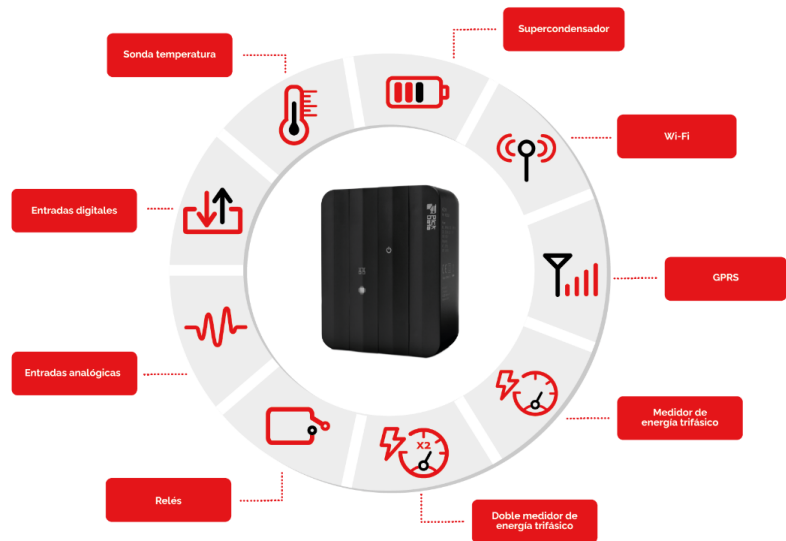 Supercondensador
Sonda temperatura
Wi-Fi
Entradas digitales
GPRS
Entradas analógicas
Medidor de
energía trifásico
X2
Relés
Doble medidor de
energía trifásico